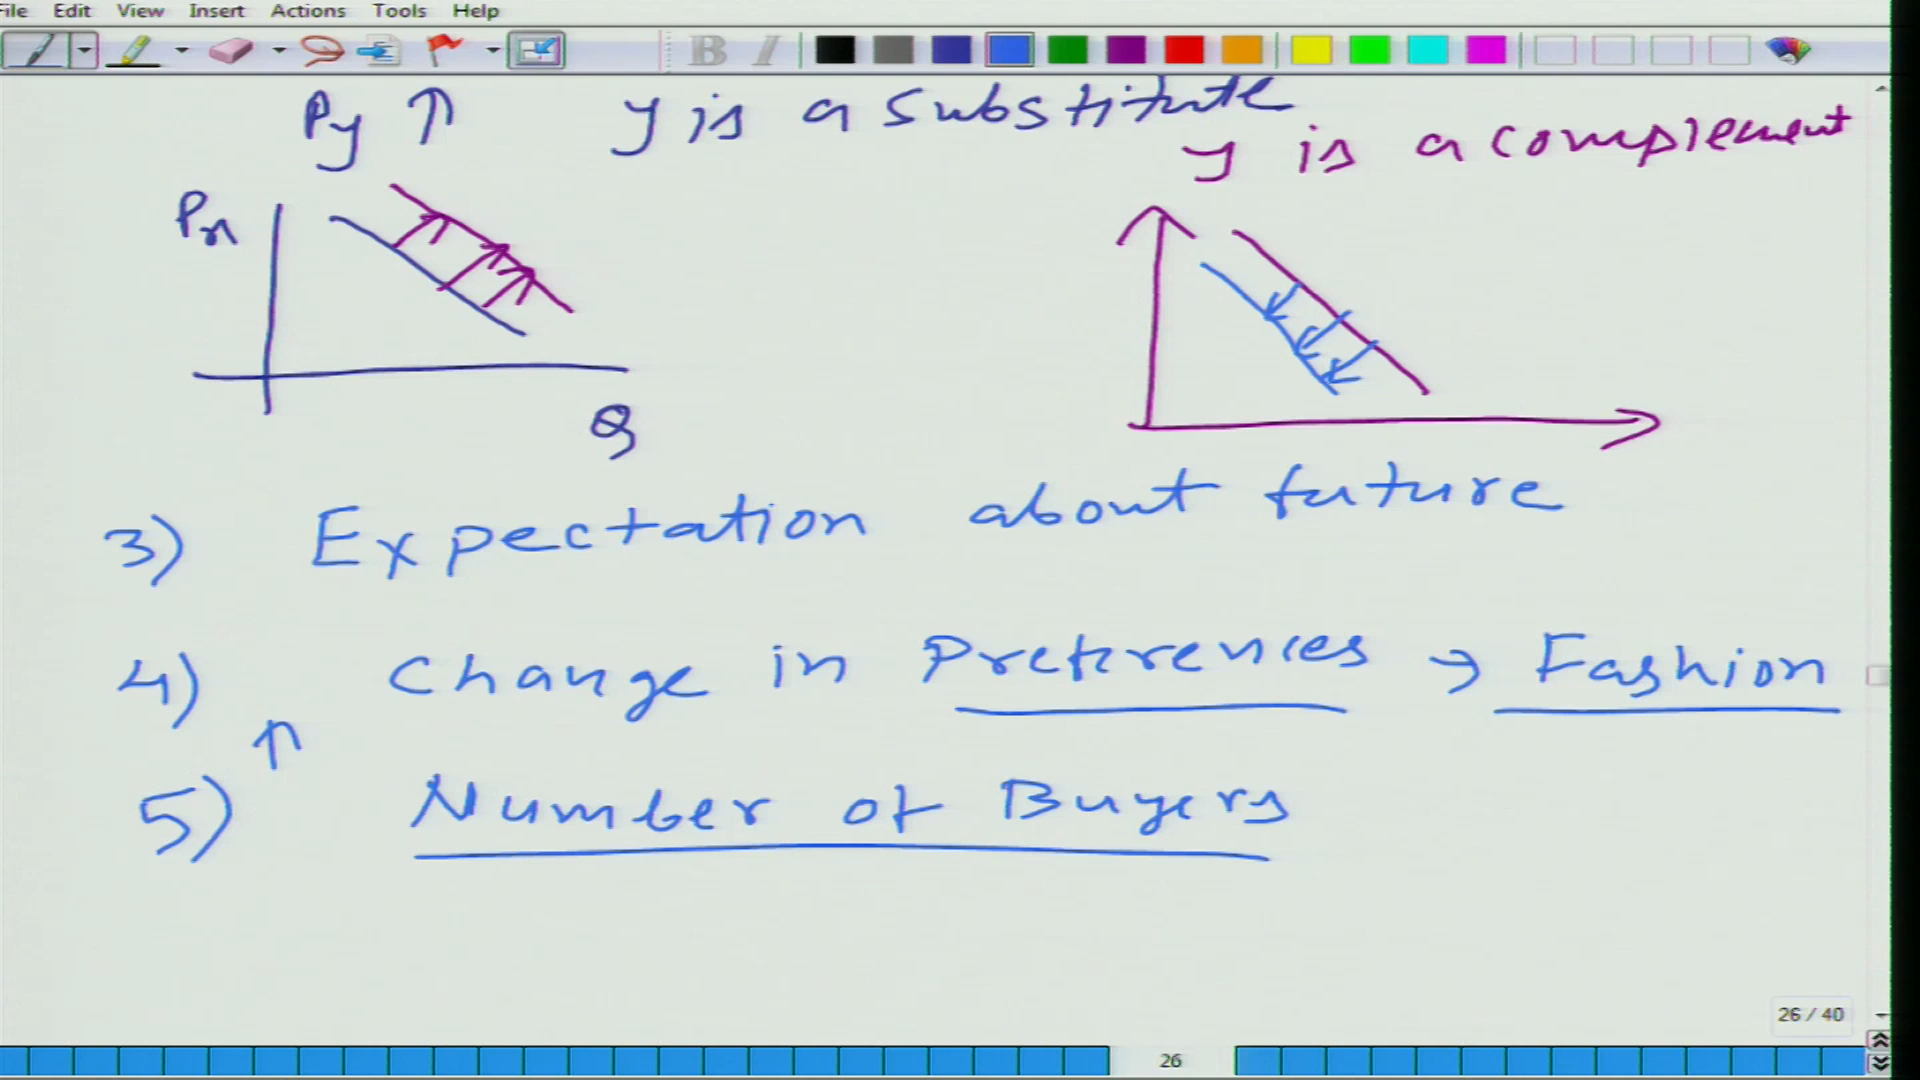 File Edit View Insert Actions Tools Help
B I
Py ↑ y is a substitute
y is a complement
Px
Q
3) Expectation about future
4) Change in Preferences → Fashion
↑
5) Number of Buyers
26 / 40
26